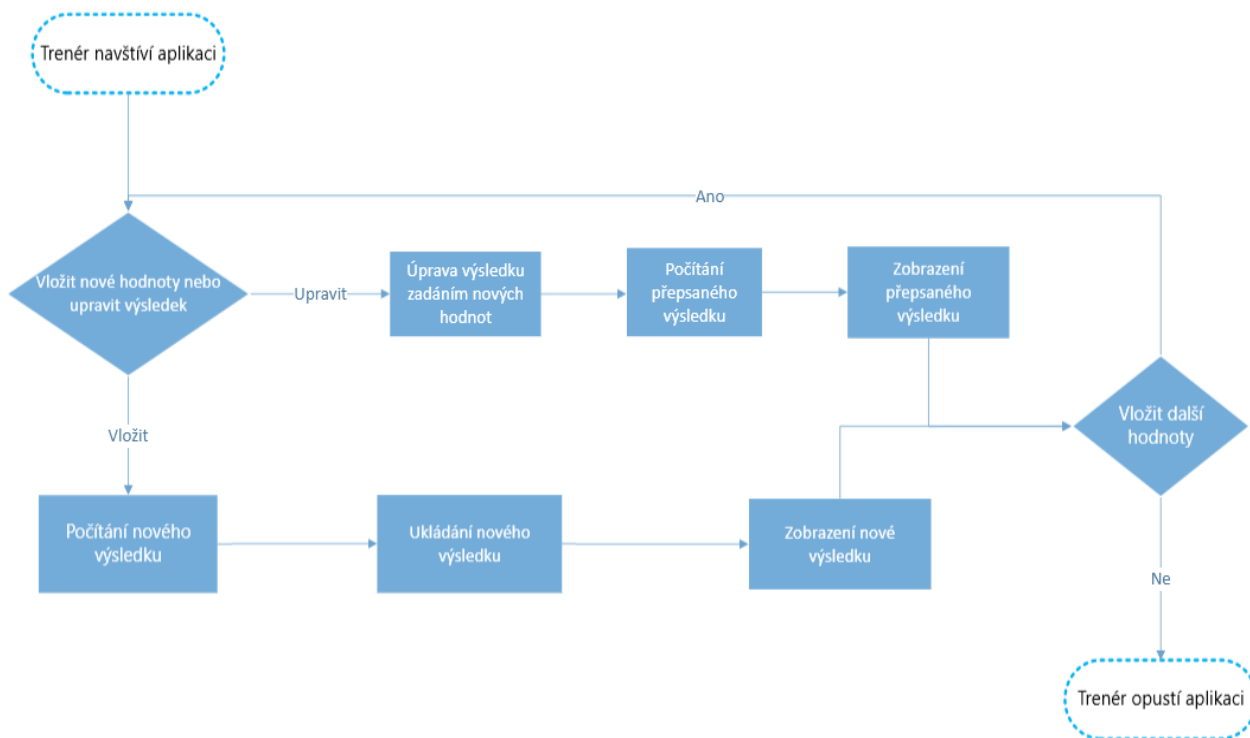 Trenér navštíví aplikaci
Ano
Vložit nové hodnoty nebo
upravit výsledek
Upravit
Úprava výsledku
zadáním nových
hodnot
Počítání
přepsaného
výsledku
Zobrazení
přepsaného
výsledku
Vložit další
hodnoty
Vložit
Počítání nového
výsledku
Ukládání nového
výsledku
Zobrazení nové
výsledku
Ne
Trenér opustí aplikaci